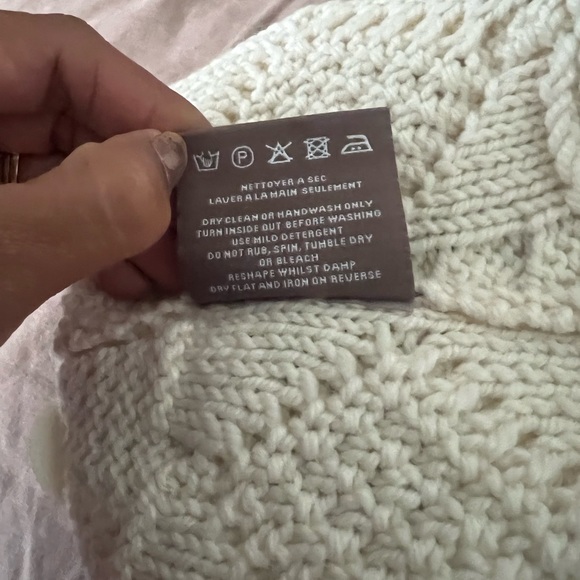 P
NETTOYER A SEC
LAVER A LA MAIN SEULEMENT
DRY CLEAN OR HANDWASH ONLY
TURN INSIDE OUT BEFORE WASHING
USE MILD DETERGENT
DO NOT RUB, SPIN, TUMBLE DRY
OR BLEACH
RESHAPE WHILST DAMP
DRY FLAT AND IRON ON REVERSE